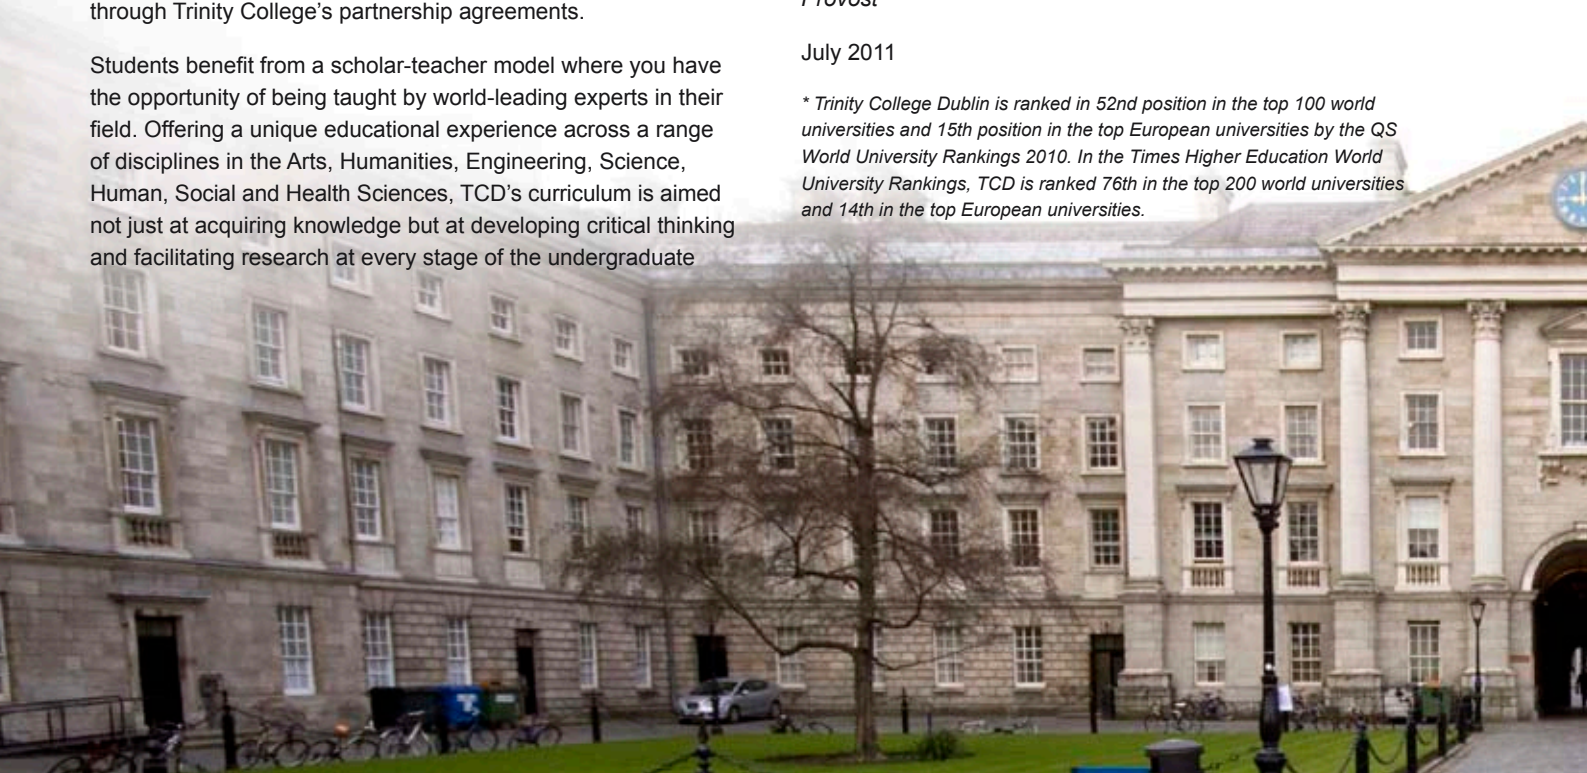 through Trinity College’s partnership agreements.
Students benefit from a scholar-teacher model where you have
the opportunity of being taught by world-leading experts in their
field. Offering a unique educational experience across a range
of disciplines in the Arts, Humanities, Engineering, Science,
Human, Social and Health Sciences, TCD’s curriculum is aimed
not just at acquiring knowledge but at developing critical thinking
and facilitating research at every stage of the undergraduate
Provost
July 2011
* Trinity College Dublin is ranked in 52nd position in the top 100 world
universities and 15th position in the top European universities by the QS
World University Rankings 2010. In the Times Higher Education World
University Rankings, TCD is ranked 76th in the top 200 world universities
and 14th in the top European universities.